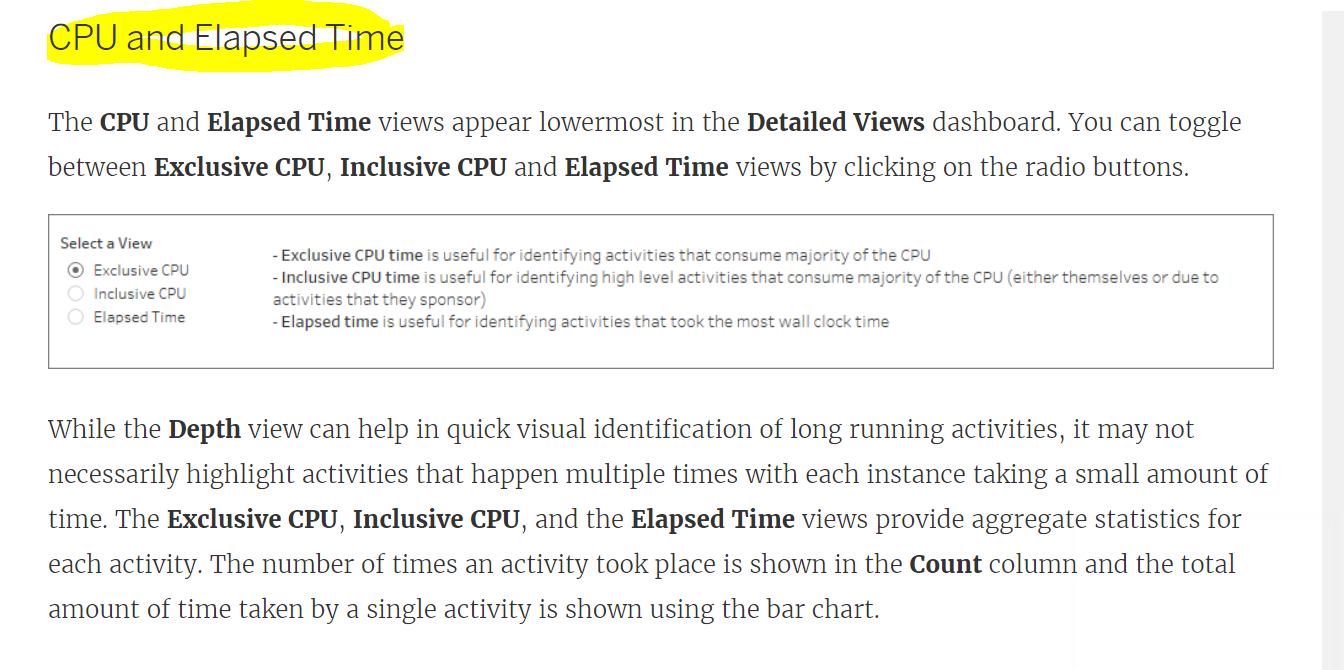 CPU and Elapsed Time
The CPU and Elapsed Time views appear lowermost in the Detailed Views dashboard. You can toggle
between Exclusive CPU, Inclusive CPU and Elapsed Time views by clicking on the radio buttons.
Select a View
Exclusive CPU
Inclusive CPU
Elapsed Time
- Exclusive CPU time is useful for identifying activities that consume majority of the CPU
- Inclusive CPU time is useful for identifying high level activities that consume majority of the CPU (either themselves or due to
activities that they sponsor)
- Elapsed time is useful for identifying activities that took the most wall clock time
While the Depth view can help in quick visual identification of long running activities, it may not
necessarily highlight activities that happen multiple times with each instance taking a small amount of
time. The Exclusive CPU, Inclusive CPU, and the Elapsed Time views provide aggregate statistics for
each activity. The number of times an activity took place is shown in the Count column and the total
amount of time taken by a single activity is shown using the bar chart.